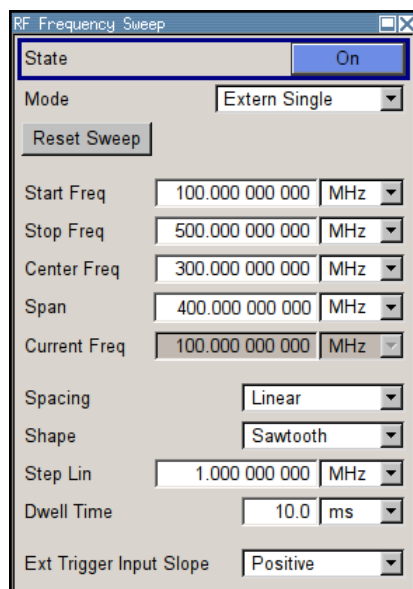 RF Frequency Sweep
State On
Mode Extern Single
Reset Sweep
Start Freq 100.000 000 000 MHz
Stop Freq 500.000 000 000 MHz
Center Freq 300.000 000 000 MHz
Span 400.000 000 000 MHz
Current Freq 100.000 000 000 MHz
Spacing Linear
Shape Sawtooth
Step Lin 1.000 000 000 MHz
Dwell Time 10.0 ms
Ext Trigger Input Slope Positive